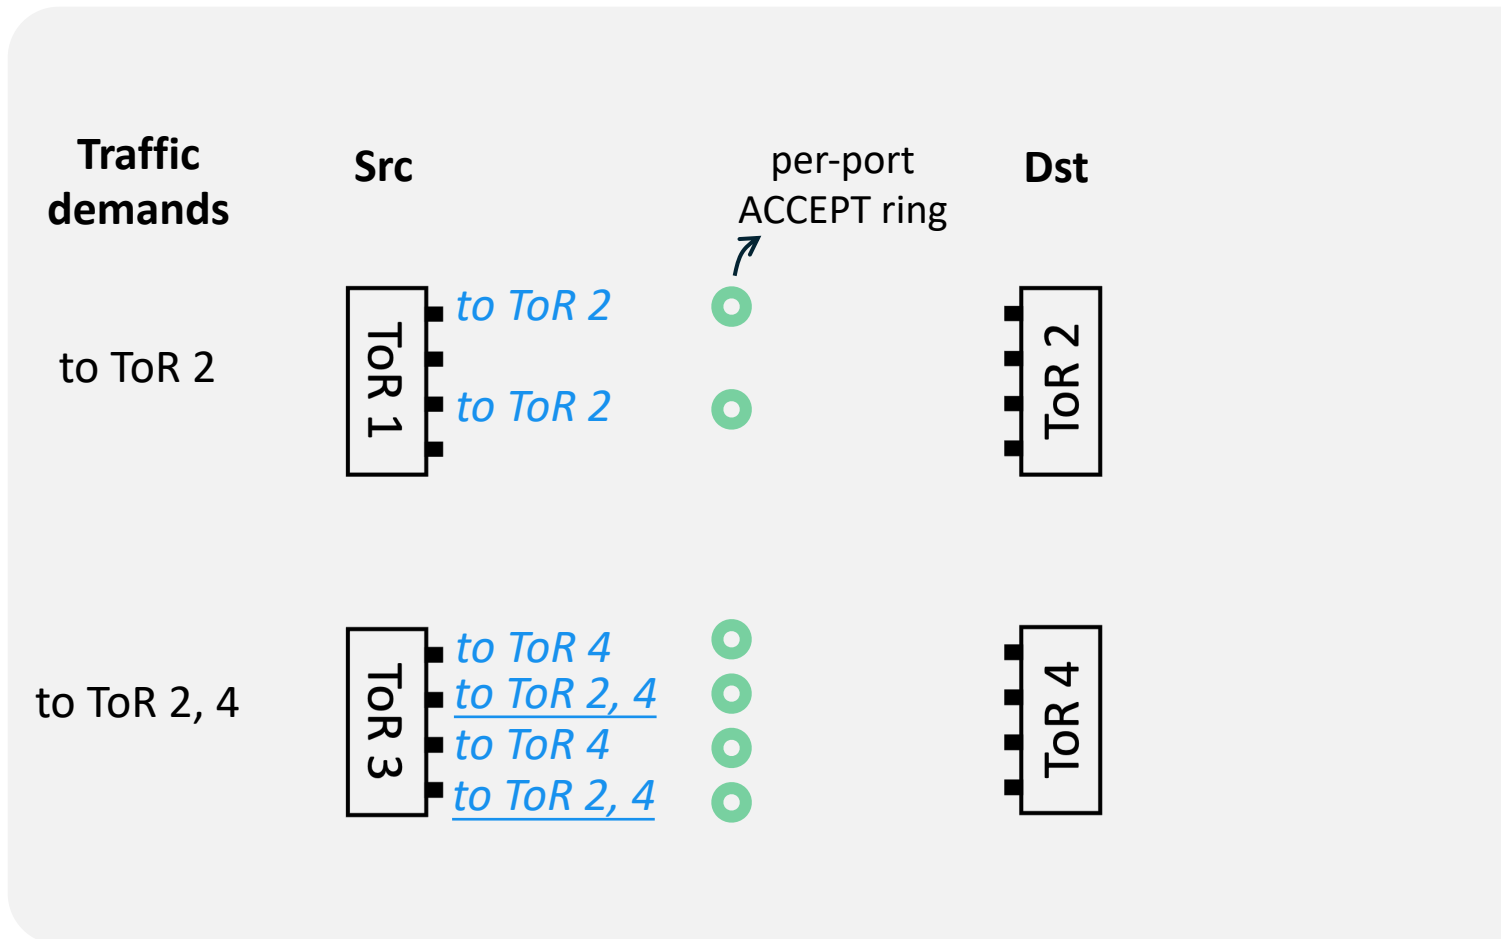 Traffic
demands
Src
per-port
ACCEPT ring
Dst
to ToR 2
ToR 1
to ToR 2
to ToR 2
ToR 2
to ToR 2, 4
ToR 3
to ToR 4
to ToR 2, 4
to ToR 4
to ToR 2, 4
ToR 4